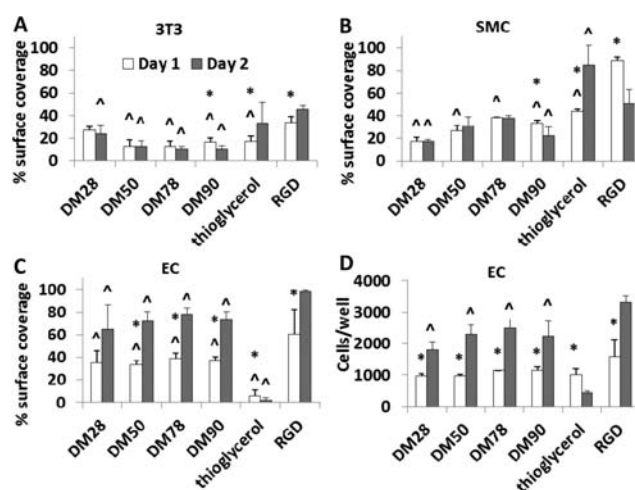 A
3T3
% surface coverage
100
80
60
40
20
0
Day 1 Day 2
^ ^ ^ ^ ^ * ^ ^ * ^ *
DM28 DM50 DM78 DM90 thioglycerol RGD
B
SMC
% surface coverage
100
80
60
40
20
0
^ ^ ^ ^ * ^ ^ * ^ ^ *
DM28 DM50 DM78 DM90 thioglycerol RGD
C
EC
% surface coverage
100
80
60
40
20
0
^ ^ * ^ ^ * ^ ^ * ^ ^ * ^ ^ *
DM28 DM50 DM78 DM90 thioglycerol RGD
D
EC
Cells/well
4000
3000
2000
1000
0
* ^ * ^ * ^ * ^ * *
DM28 DM50 DM78 DM90 thioglycerol RGD